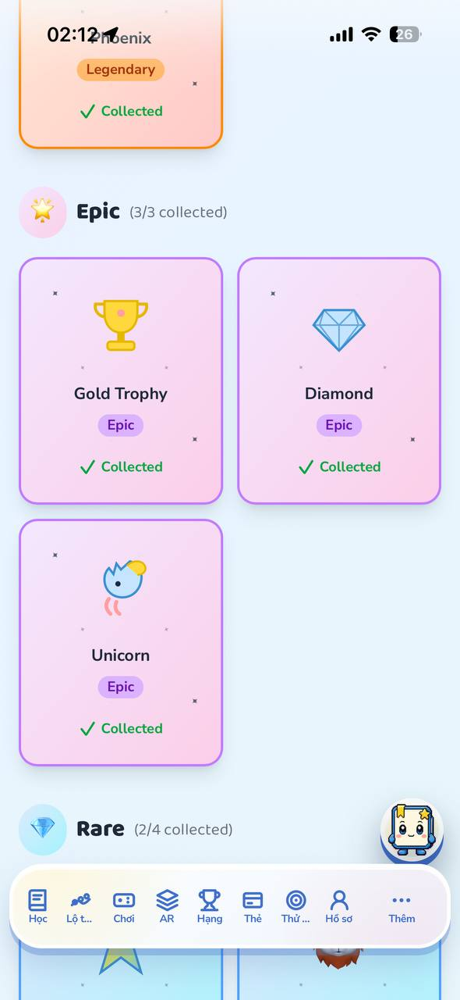 02:12
26
Phoenix
Legendary
Collected
Epic (3/3 collected)
Gold Trophy
Epic
Collected
Diamond
Epic
Collected
Unicorn
Epic
Collected
Rare (2/4 collected)
Học
Lộ t...
Chơi
AR
Hạng
Thẻ
Thử ...
Hồ sơ
Thêm